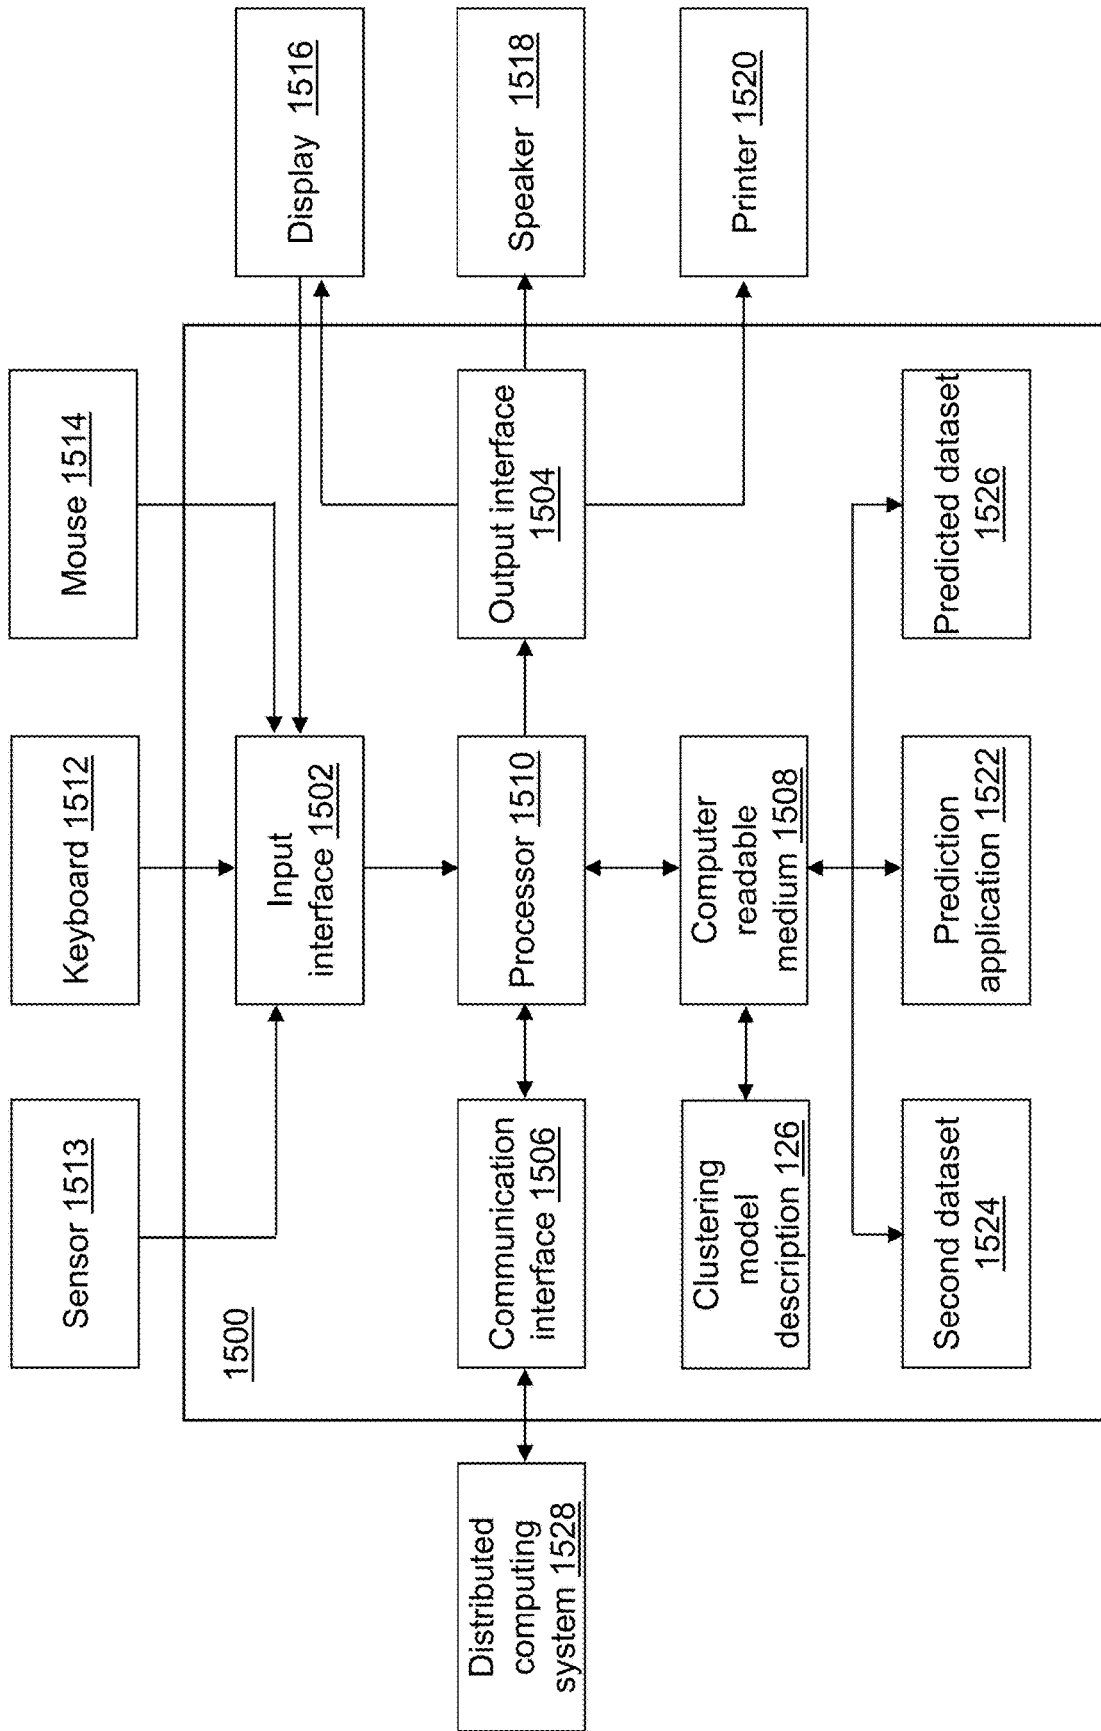 Sensor 1513
Keyboard 1512
Mouse 1514
1500
Input
interface 1502
Display 1516
Distributed
computing
system 1528
Communication
interface 1506
Processor 1510
Output interface
1504
Speaker 1518
Clustering
model
description 126
Computer
readable
medium 1508
Printer 1520
Second dataset
1524
Prediction
application 1522
Predicted dataset
1526